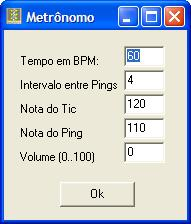 Metrônomo
Tempo em BPM: 60
Intervalo entre Pings 4
Nota do Tic 120
Nota do Ping 110
Volume (0..100) 0
Ok